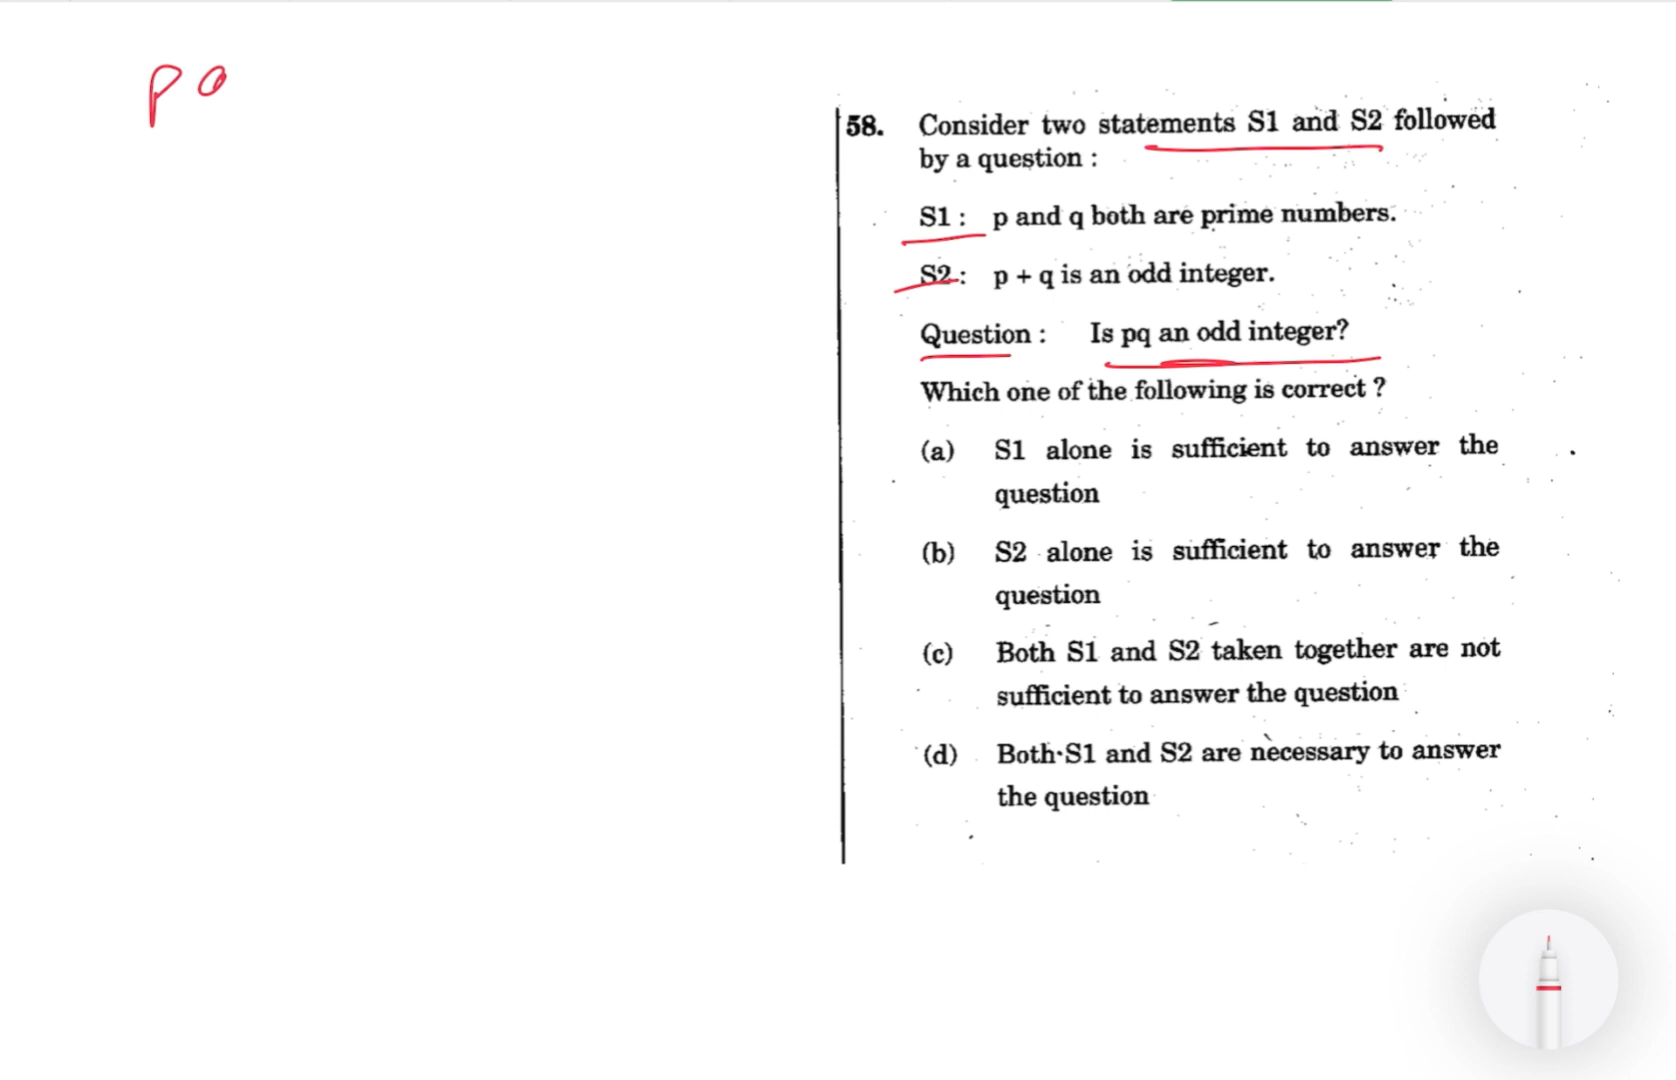 P
58. Consider two statements S1 and S2 followed
by a question :
S1 : p and q both are prime numbers.
S2 : p + q is an odd integer.
Question : Is pq an odd integer?
Which one of the following is correct ?
(a) S1 alone is sufficient to answer the
question
(b) S2 alone is sufficient to answer the
question
(c) Both S1 and S2 taken together are not
sufficient to answer the question
(d) Both S1 and S2 are necessary to answer
the question